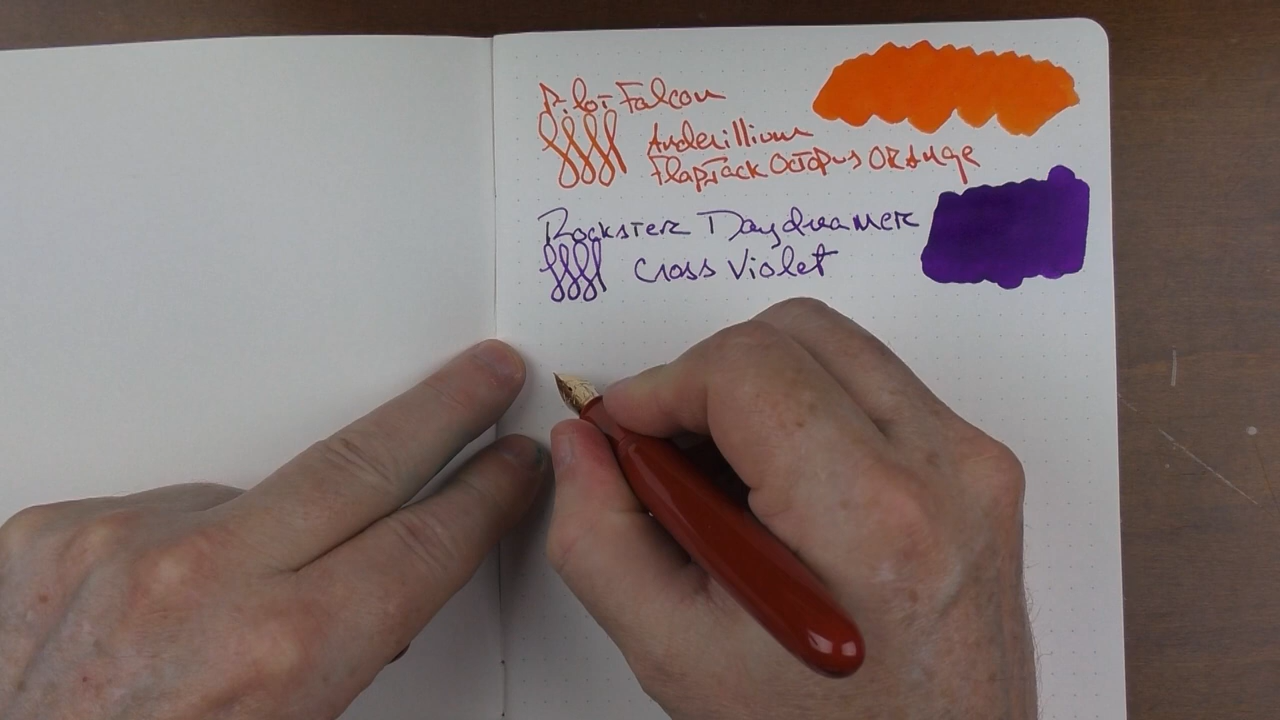 Pilot Falcon
Anderillium
Flapjack Octopus ORANge
Rockster Daydreamer
Cross Violet